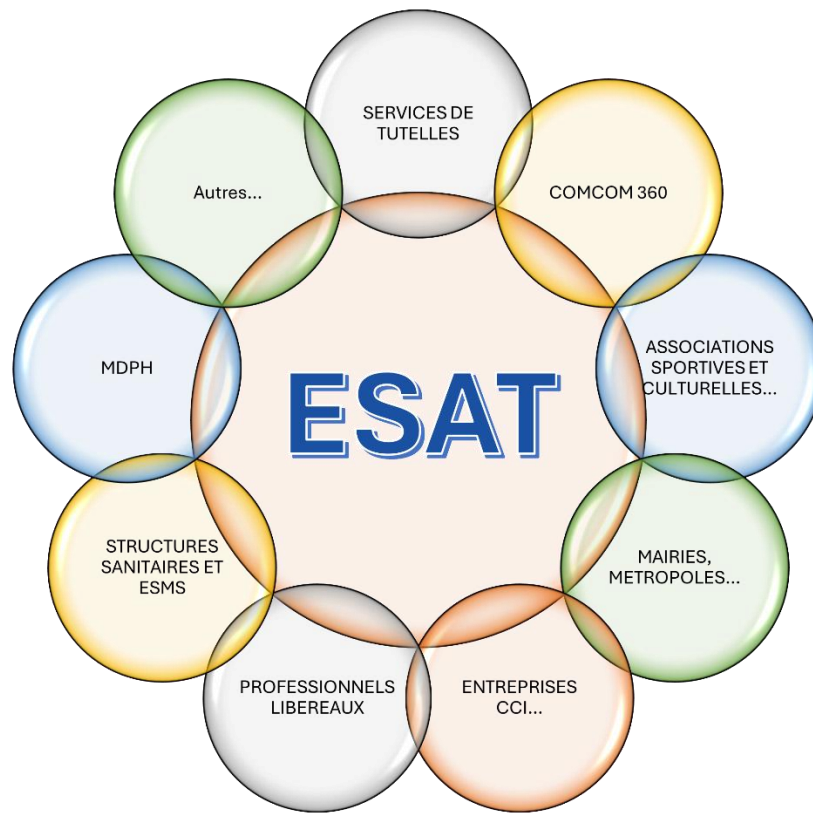 SERVICES DE
TUTELLES
COMCOM 360
ASSOCIATIONS
SPORTIVES ET
CULTURELLES...
MAIRIES,
METROPOLES...
ENTREPRISES
CCI...
PROFESSIONNELS
LIBEREAUX
STRUCTURES
SANITAIRES ET
ESMS
MDPH
Autres...
ESAT